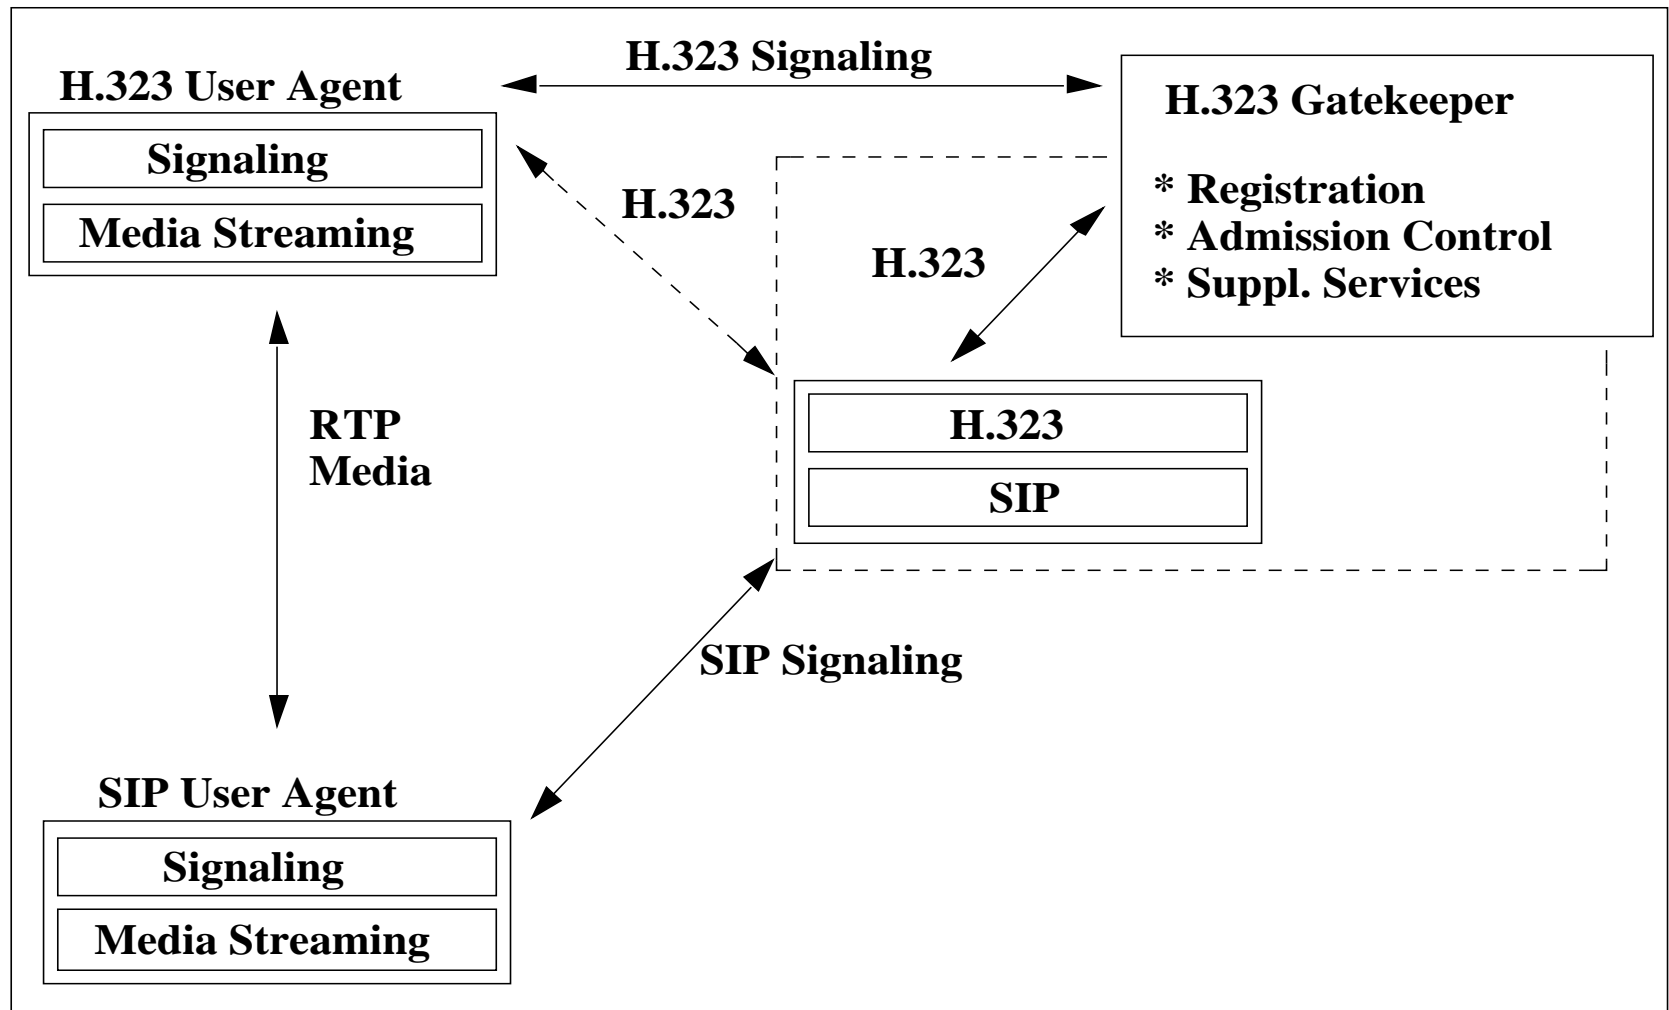 H.323 Signaling
H.323 User Agent
Signaling
Media Streaming
H.323 Gatekeeper
* Registration
* Admission Control
* Suppl. Services
H.323
H.323
H.323
SIP
RTP
Media
SIP Signaling
SIP User Agent
Signaling
Media Streaming